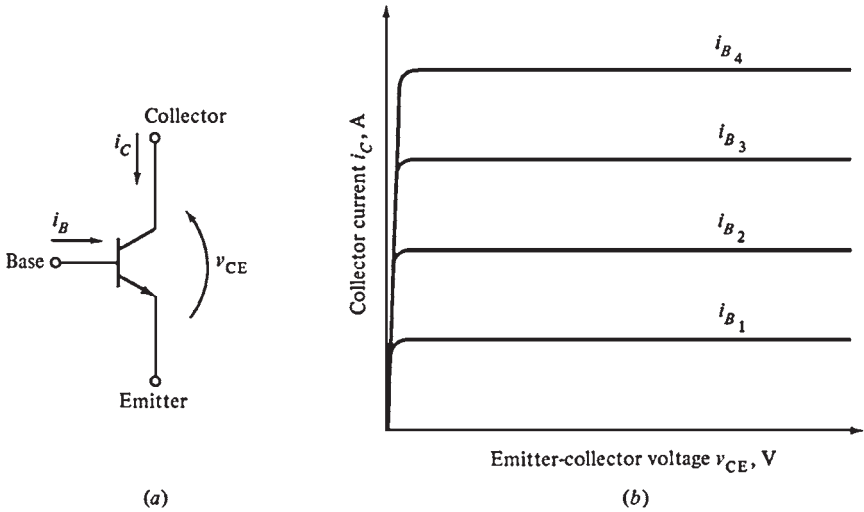 Collector
i_C
i_B
Base
v_CE
Emitter
(a)
i_B4
i_B3
i_B2
i_B1
Collector current i_C, A
Emitter-collector voltage v_CE, V
(b)